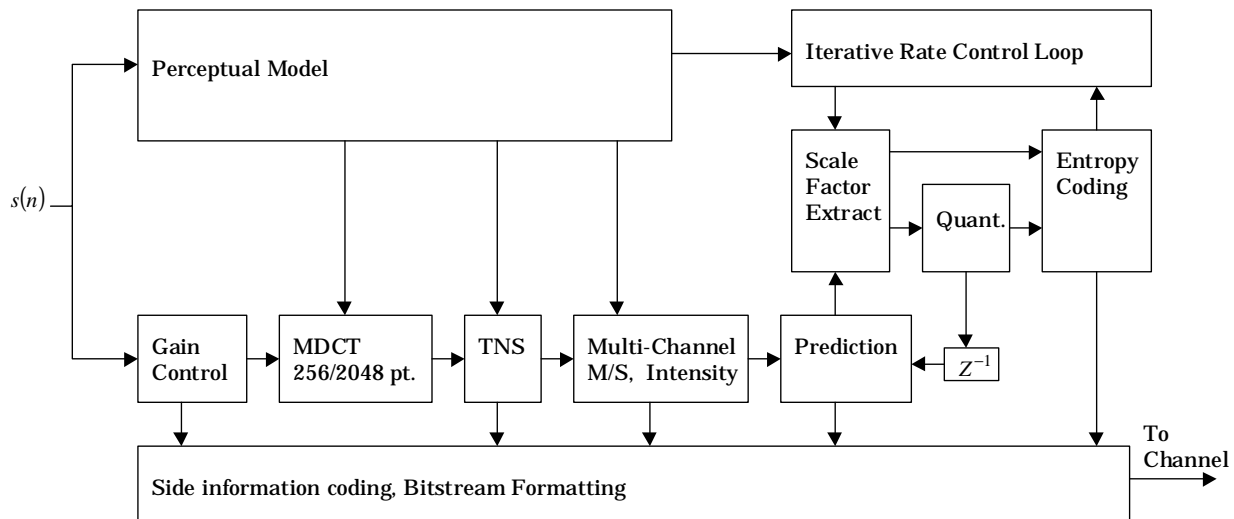 Perceptual Model
Iterative Rate Control Loop
Scale
Factor
Extract
Entropy
Coding
s(n)
Quant.
Gain
Control
MDCT
256/2048 pt.
TNS
Multi-Channel
M/S, Intensity
Prediction
Z⁻¹
To
Channel
Side information coding, Bitstream Formatting